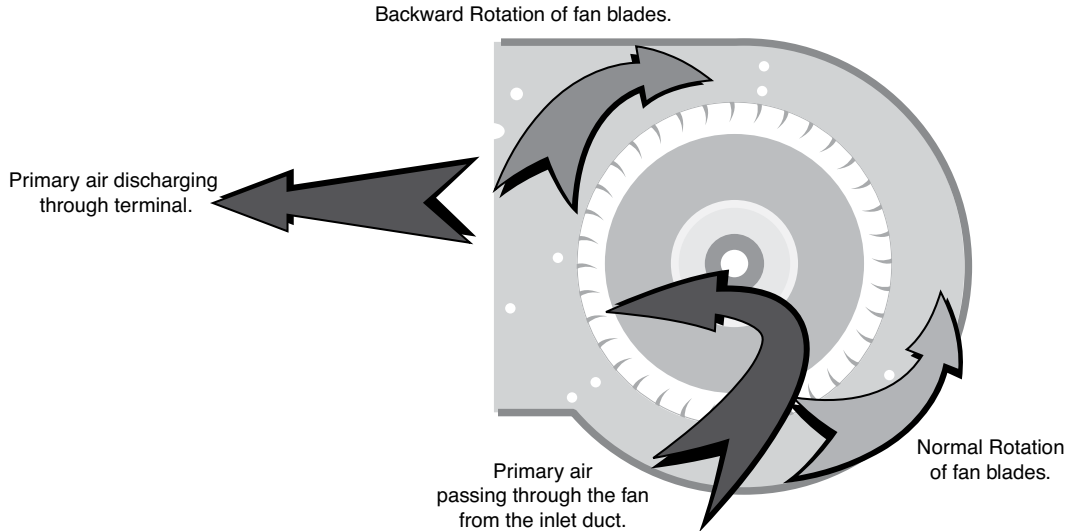 Backward Rotation of fan blades.
Primary air discharging
through terminal.
Normal Rotation
of fan blades.
Primary air
passing through the fan
from the inlet duct.